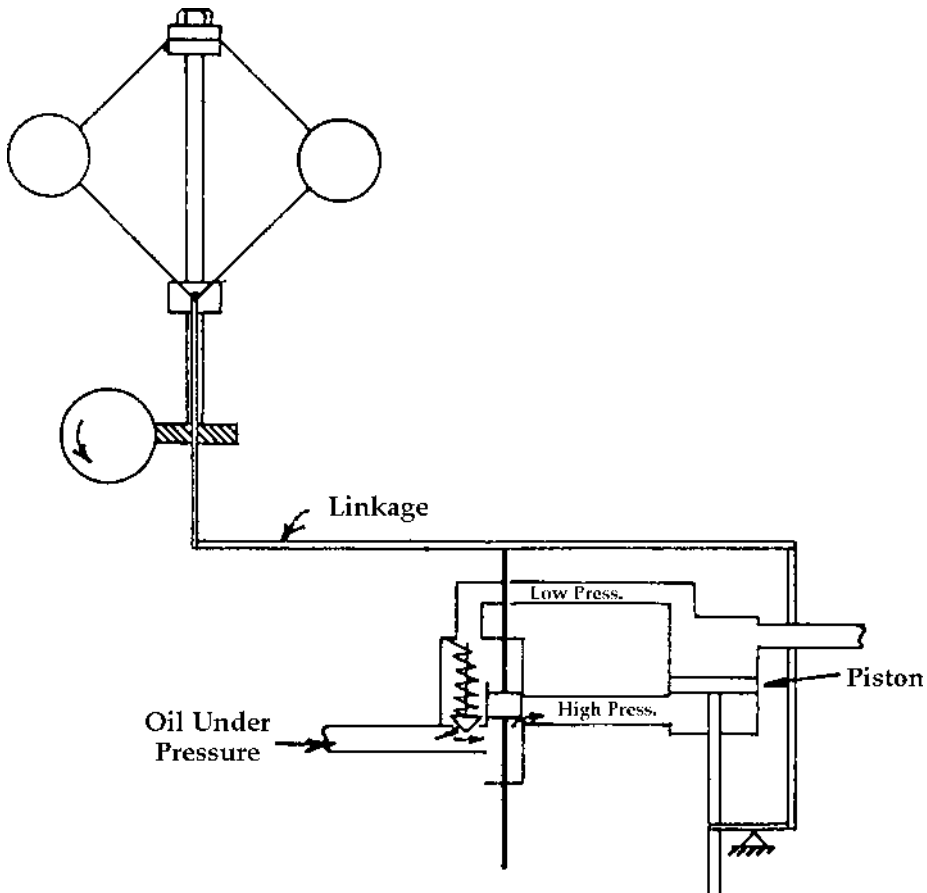 Linkage
Low Press.
Piston
High Press.
Oil Under
Pressure